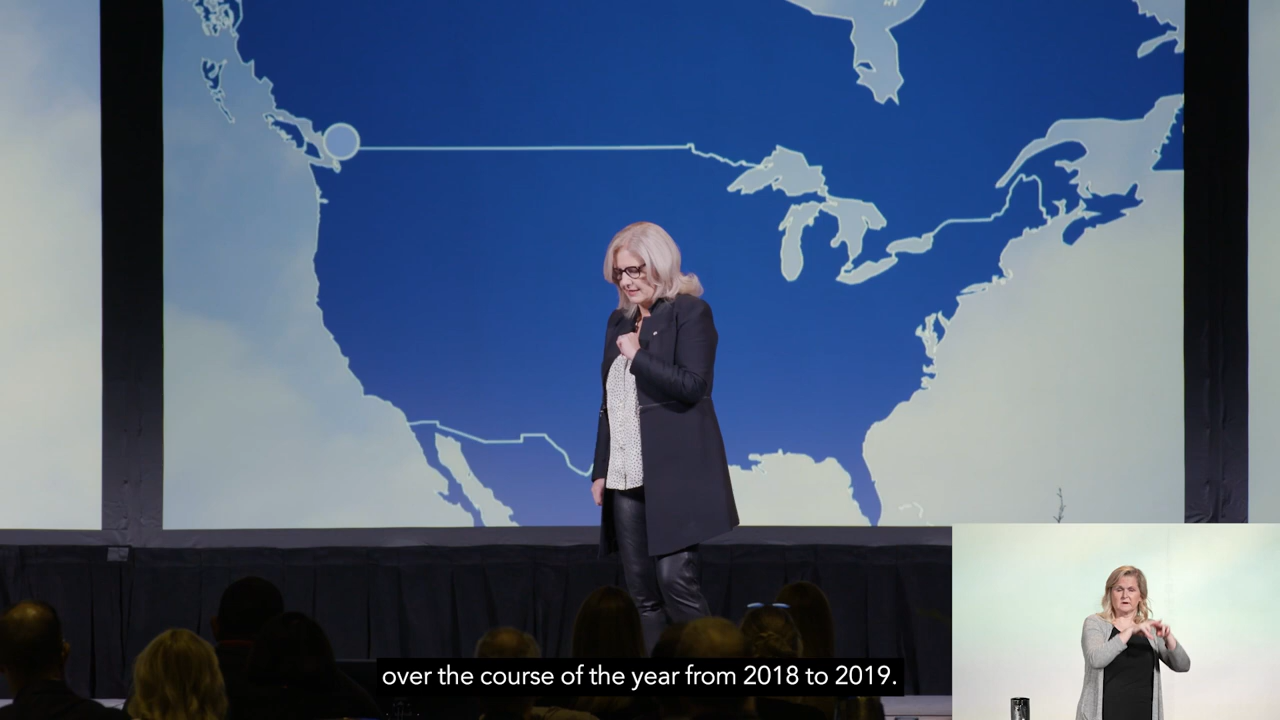 over the course of the year from 2018 to 2019.